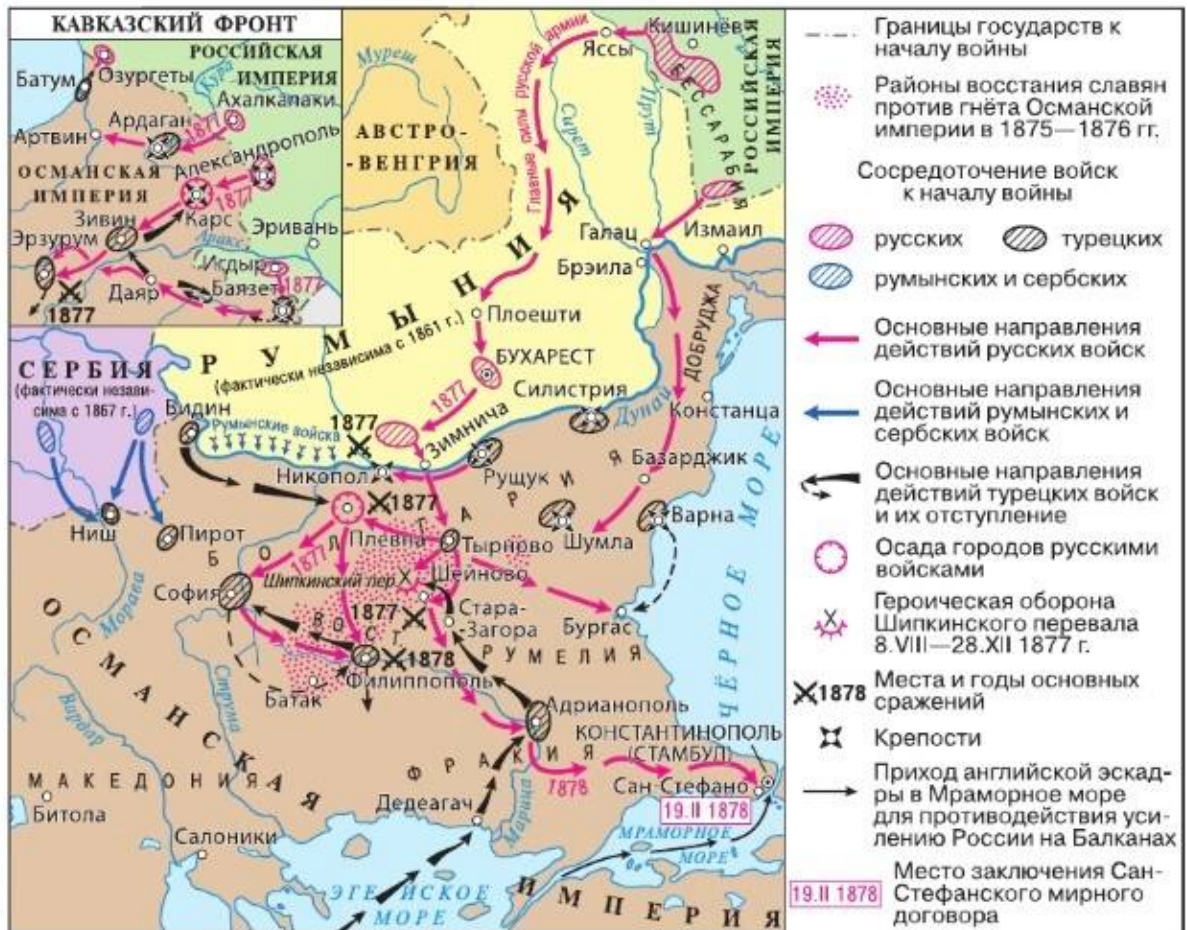 КАВКАЗСКИЙ ФРОНТ
РОССИЙСКАЯ
ИМПЕРИЯ
Батум
Озургеты
Кура
Ахалкалаки
Ардаган
1877
Артвин
Александрополь
ОСМАНСКАЯ
ИМПЕРИЯ
1877
Карс
Зивин
Эрзурум
Аракс
Эривань
Игдыр
Даяр
Баязет
1877
1877
Муреш
АВСТРО-
-ВЕНГРИЯ
Главные силы русской армии
Яссы
Кишинёв
БЕССАРАБИЯ
РОССИЙСКАЯ
ИМПЕРИЯ
Сирет
Прут
Галац
Измаил
Брэила
РУМЫНИЯ
(фактически независима с 1861 г.)
Плоешти
БУХАРЕСТ
1877
Силистрия
Дунай
ДОБРУДЖА
Констанца
СЕРБИЯ
(фактически незави-
сима с 1867 г.)
Видин
Румынские войска
1877
Зимнича
Никопол
Рущук
Базарджик
1877
Плевна
Тырново
Шумла
Варна
Ниш
Пирот
БОЛГАРИЯ
1877
Шипкинский пер.
Шейново
София
Морава
1877
Стара-
-Загора
Бургас
ВОСТ.
РУМЕЛИЯ
1878
Филиппополь
Батак
Струма
Вардар
Адрианополь
КОНСТАНТИНОПОЛЬ
(СТАМБУЛ)
ФРАКИЯ
1878
Сан-Стефано
19.II 1878
МАКЕДОНИЯ
Битола
Салоники
Дедеагач
Марица
МРАМОРНОЕ
МОРЕ
ЭГЕЙСКОЕ
МОРЕ
ЧЁРНОЕ МОРЕ
ОСМАНСКАЯ
ИМПЕРИЯ
Границы государств к
началу войны
Районы восстания славян
против гнёта Османской
империи в 1875—1876 гг.
Сосредоточение войск
к началу войны
русских
турецких
румынских и сербских
Основные направления
действий русских войск
Основные направления
действий румынских и
сербских войск
Основные направления
действий турецких войск
и их отступление
Осада городов русскими
войсками
Героическая оборона
Шипкинского перевала
8.VIII—28.XII 1877 г.
1878
Места и годы основных
сражений
Крепости
Приход английской эскад-
ры в Мраморное море
для противодействия уси-
лению России на Балканах
19.II 1878
Место заключения Сан-
Стефанского мирного
договора